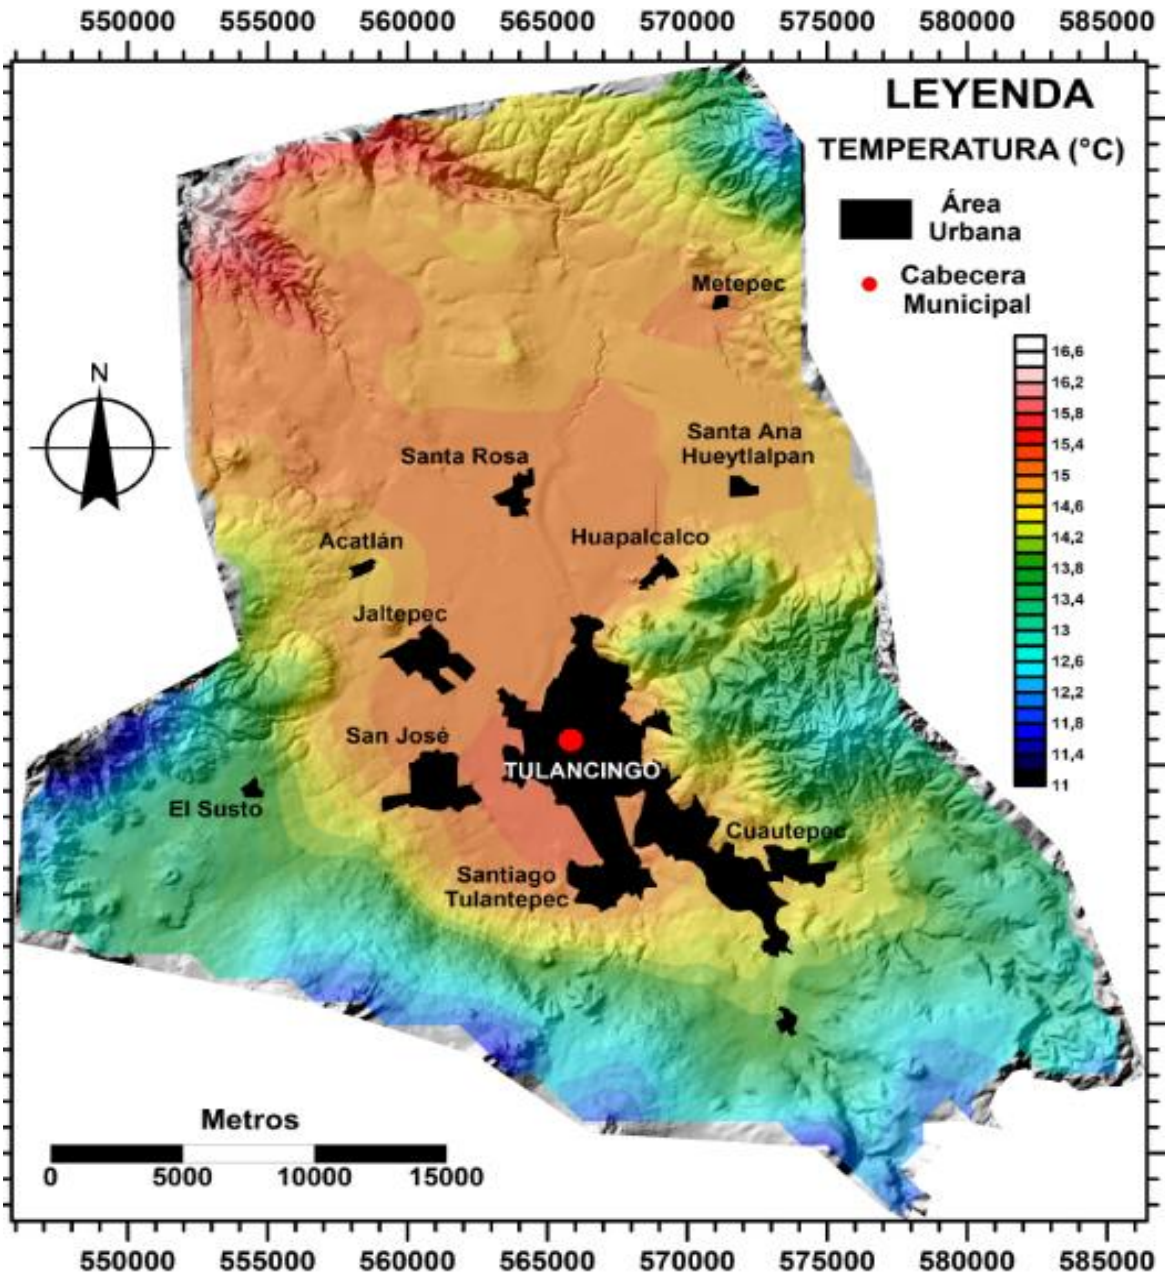 550000 555000 560000 565000 570000 575000 580000 585000
LEYENDA
TEMPERATURA (°C)
Área
Urbana
Cabecera
Municipal
16,6
16,2
15,8
15,4
15
14,6
14,2
13,8
13,4
13
12,6
12,2
11,8
11,4
11
N
Metepec
Santa Ana
Hueytlalpan
Santa Rosa
Acatlán
Huapalcalco
Jaltepec
San José
TULANCINGO
El Susto
Cuautepec
Santiago
Tulantepec
Metros
0 5000 10000 15000
550000 555000 560000 565000 570000 575000 580000 585000